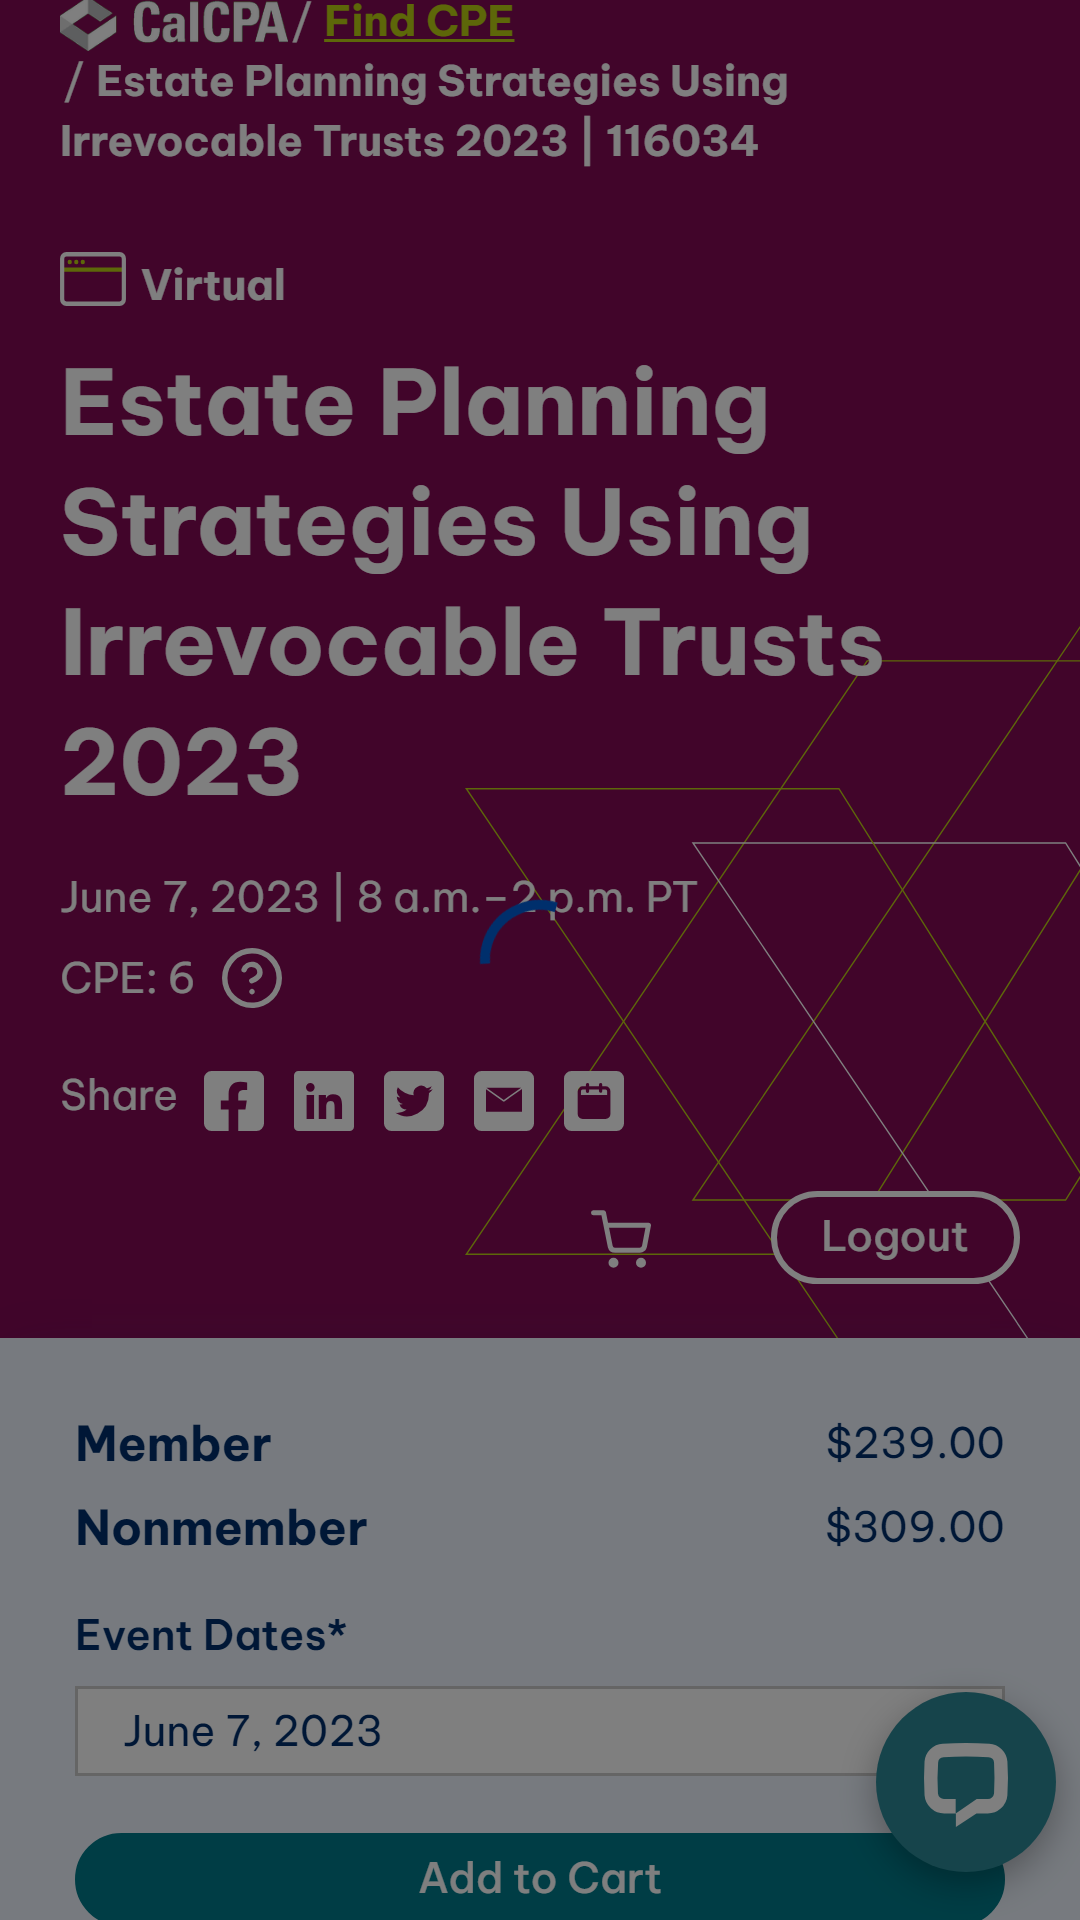 CalCPA / Find CPE
/ Estate Planning Strategies Using
Irrevocable Trusts 2023 | 116034
Virtual
Estate Planning
Strategies Using
Irrevocable Trusts
2023
June 7, 2023 | 8 a.m.–2 p.m. PT
CPE: 6 ?
Share
Logout
Member $239.00
Nonmember $309.00
Event Dates*
June 7, 2023
Add to Cart